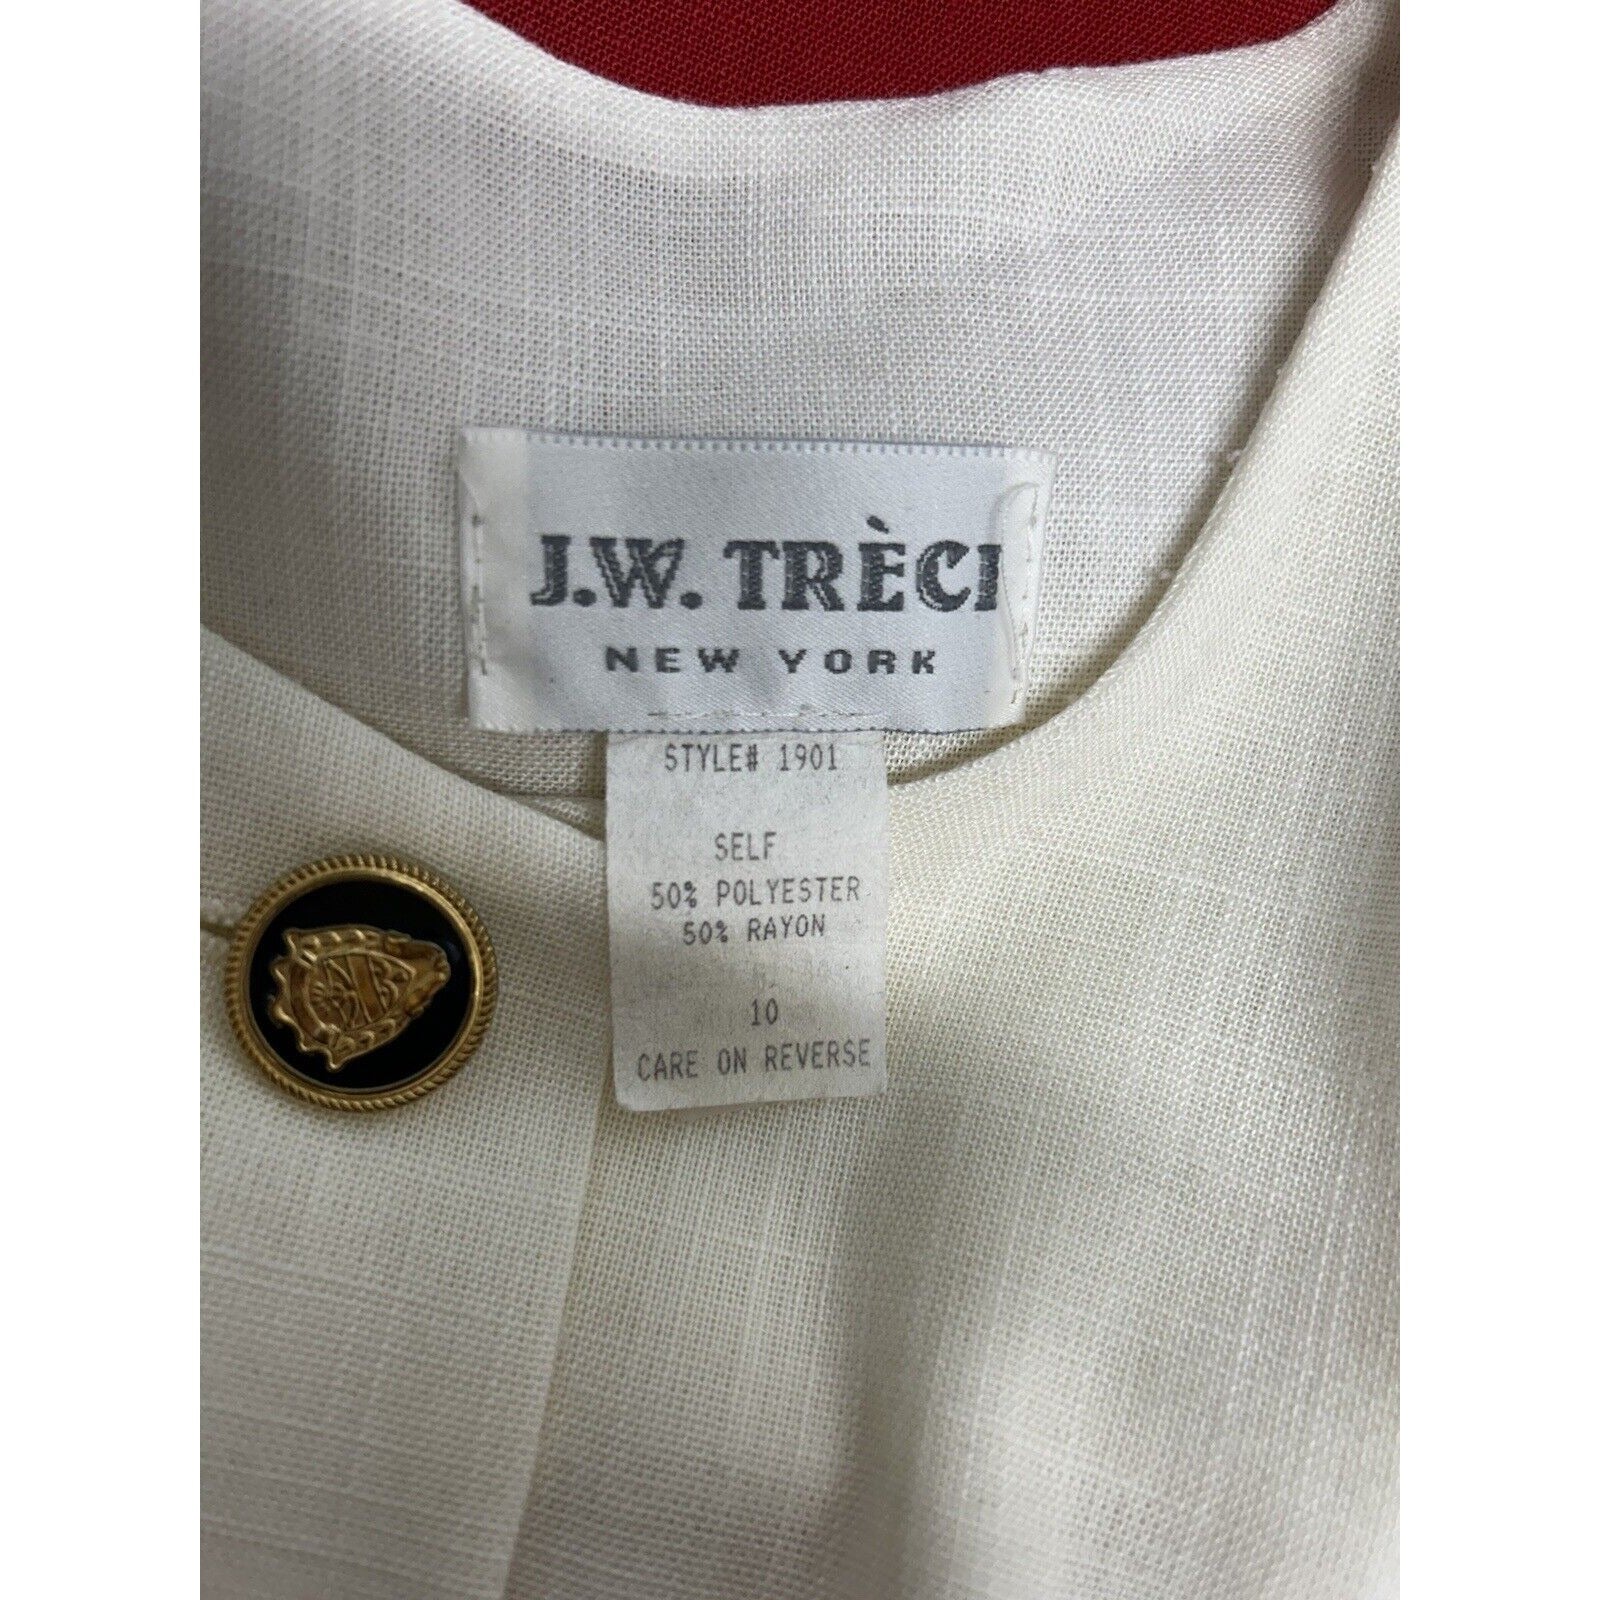 J.W. TRÈCI
NEW YORK
STYLE# 1901
SELF
50% POLYESTER
50% RAYON
10
CARE ON REVERSE